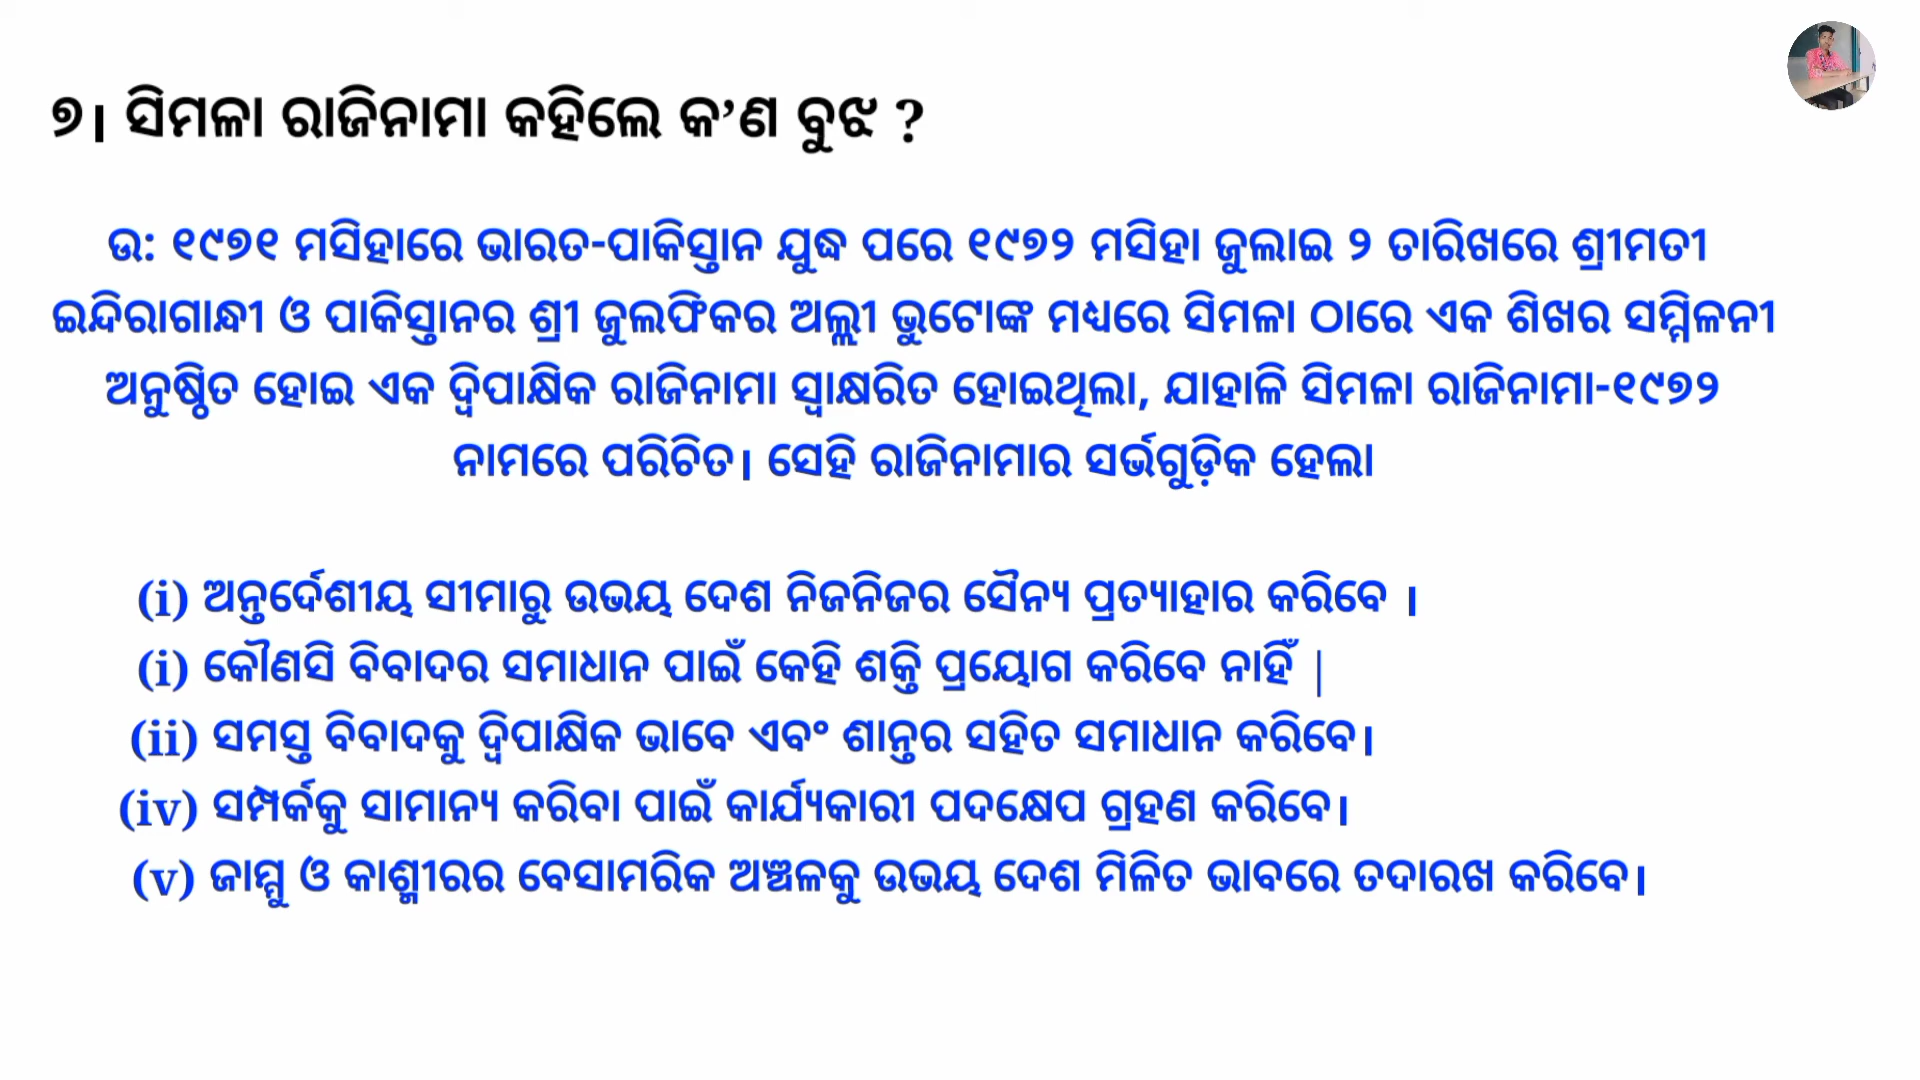 ୭। ସିମଳା ରାଜିନାମା କହିଲେ କ’ଣ ବୁଝ ?
ଉ: ୧୯୭୧ ମସିହାରେ ଭାରତ-ପାକିସ୍ତାନ ଯୁଦ୍ଧ ପରେ ୧୯୭୨ ମସିହା ଜୁଲାଇ ୨ ତାରିଖରେ ଶ୍ରୀମତୀ
ଇନ୍ଦିରାଗାନ୍ଧୀ ଓ ପାକିସ୍ତାନର ଶ୍ରୀ ଜୁଲଫିକର ଅଲ୍ଲୀ ଭୁଟୋଙ୍କ ମଧ୍ୟରେ ସିମଳା ଠାରେ ଏକ ଶିଖର ସମ୍ମିଳନୀ
ଅନୁଷ୍ଠିତ ହୋଇ ଏକ ଦ୍ୱିପାକ୍ଷିକ ରାଜିନାମା ସ୍ୱାକ୍ଷରିତ ହୋଇଥିଲା, ଯାହାଳି ସିମଳା ରାଜିନାମା-୧୯୭୨
ନାମରେ ପରିଚିତ। ସେହି ରାଜିନାମାର ସର୍ଭଗୁଡ଼ିକ ହେଲା
(i) ଅନ୍ତର୍ଦେଶୀୟ ସୀମାରୁ ଉଭୟ ଦେଶ ନିଜନିଜର ସୈନ୍ୟ ପ୍ରତ୍ୟାହାର କରିବେ ।
(i) କୌଣସି ବିବାଦର ସମାଧାନ ପାଇଁ କେହି ଶକ୍ତି ପ୍ରୟୋଗ କରିବେ ନାହିଁ |
(ii) ସମସ୍ତ ବିବାଦକୁ ଦ୍ୱିପାକ୍ଷିକ ଭାବେ ଏବଂ ଶାନ୍ତର ସହିତ ସମାଧାନ କରିବେ।
(iv) ସମ୍ପର୍କକୁ ସାମାନ୍ୟ କରିବା ପାଇଁ କାର୍ଯ୍ୟକାରୀ ପଦକ୍ଷେପ ଗ୍ରହଣ କରିବେ।
(v) ଜାମ୍ମୁ ଓ କାଶ୍ମୀରର ବେସାମରିକ ଅଞ୍ଚଳକୁ ଉଭୟ ଦେଶ ମିଳିତ ଭାବରେ ତଦାରଖ କରିବେ।